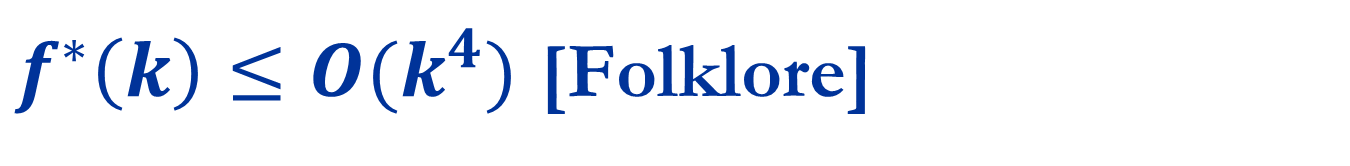 f*(k) ≤ O(k⁴) [Folklore]